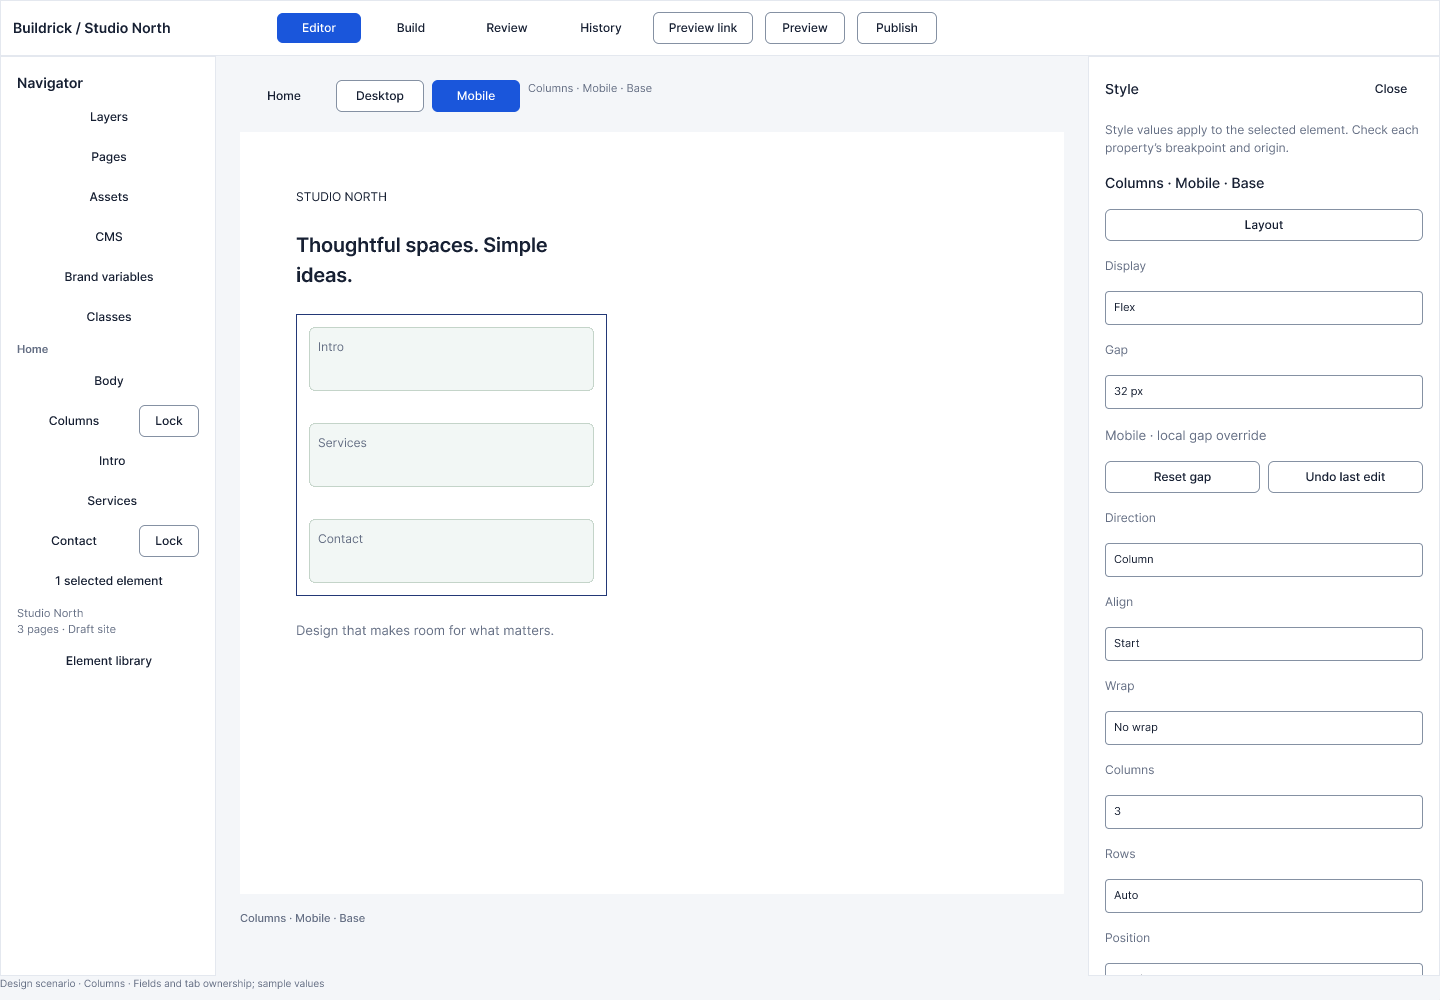 Buildrick / Studio North
Editor
Build
Review
History
Preview link
Preview
Publish
Navigator
Layers
Pages
Assets
CMS
Brand variables
Classes
Home
Body
Columns
Lock
Intro
Services
Contact
Lock
1 selected element
Studio North
3 pages · Draft site
Element library
Home
Desktop
Mobile
Columns · Mobile · Base
STUDIO NORTH
Thoughtful spaces. Simple
ideas.
Intro
Services
Contact
Design that makes room for what matters.
Columns · Mobile · Base
Style
Close
Style values apply to the selected element. Check each
property’s breakpoint and origin.
Columns · Mobile · Base
Layout
Display
Flex
Gap
32 px
Mobile · local gap override
Reset gap
Undo last edit
Direction
Column
Align
Start
Wrap
No wrap
Columns
3
Rows
Auto
Position
Design scenario · Columns · Fields and tab ownership; sample values